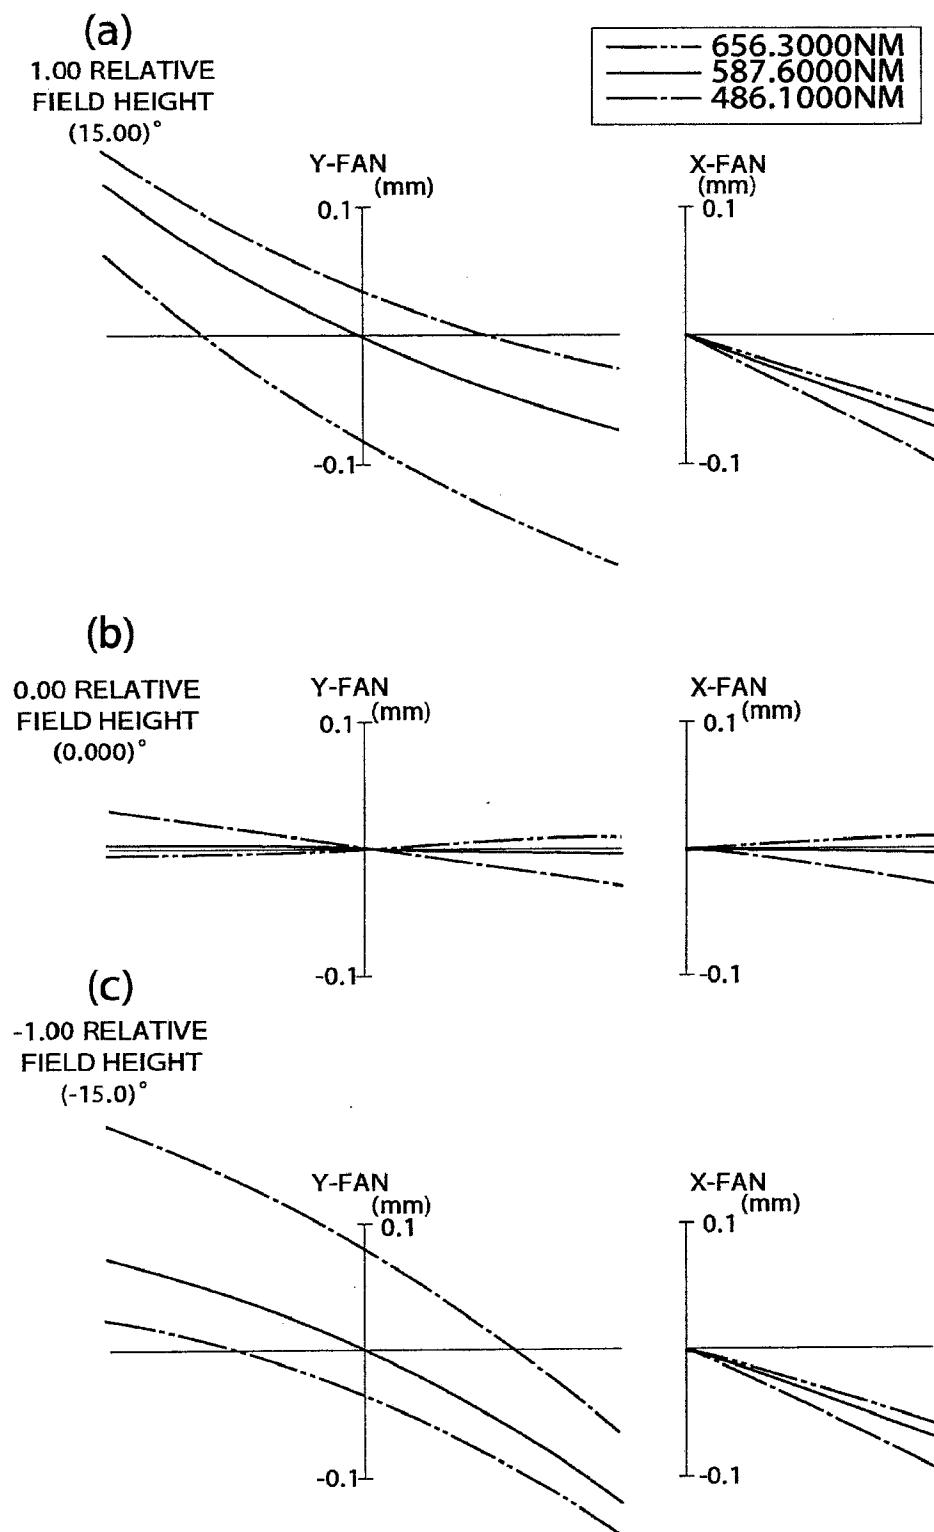 (a)
1.00 RELATIVE
FIELD HEIGHT
(15.00)°
656.3000NM
587.6000NM
486.1000NM
Y-FAN
(mm)
0.1
-0.1
X-FAN
(mm)
0.1
-0.1
(b)
0.00 RELATIVE
FIELD HEIGHT
(0.000)°
Y-FAN
(mm)
0.1
-0.1
X-FAN
(mm)
0.1
-0.1
(c)
-1.00 RELATIVE
FIELD HEIGHT
(-15.0)°
Y-FAN
(mm)
0.1
-0.1
X-FAN
(mm)
0.1
-0.1